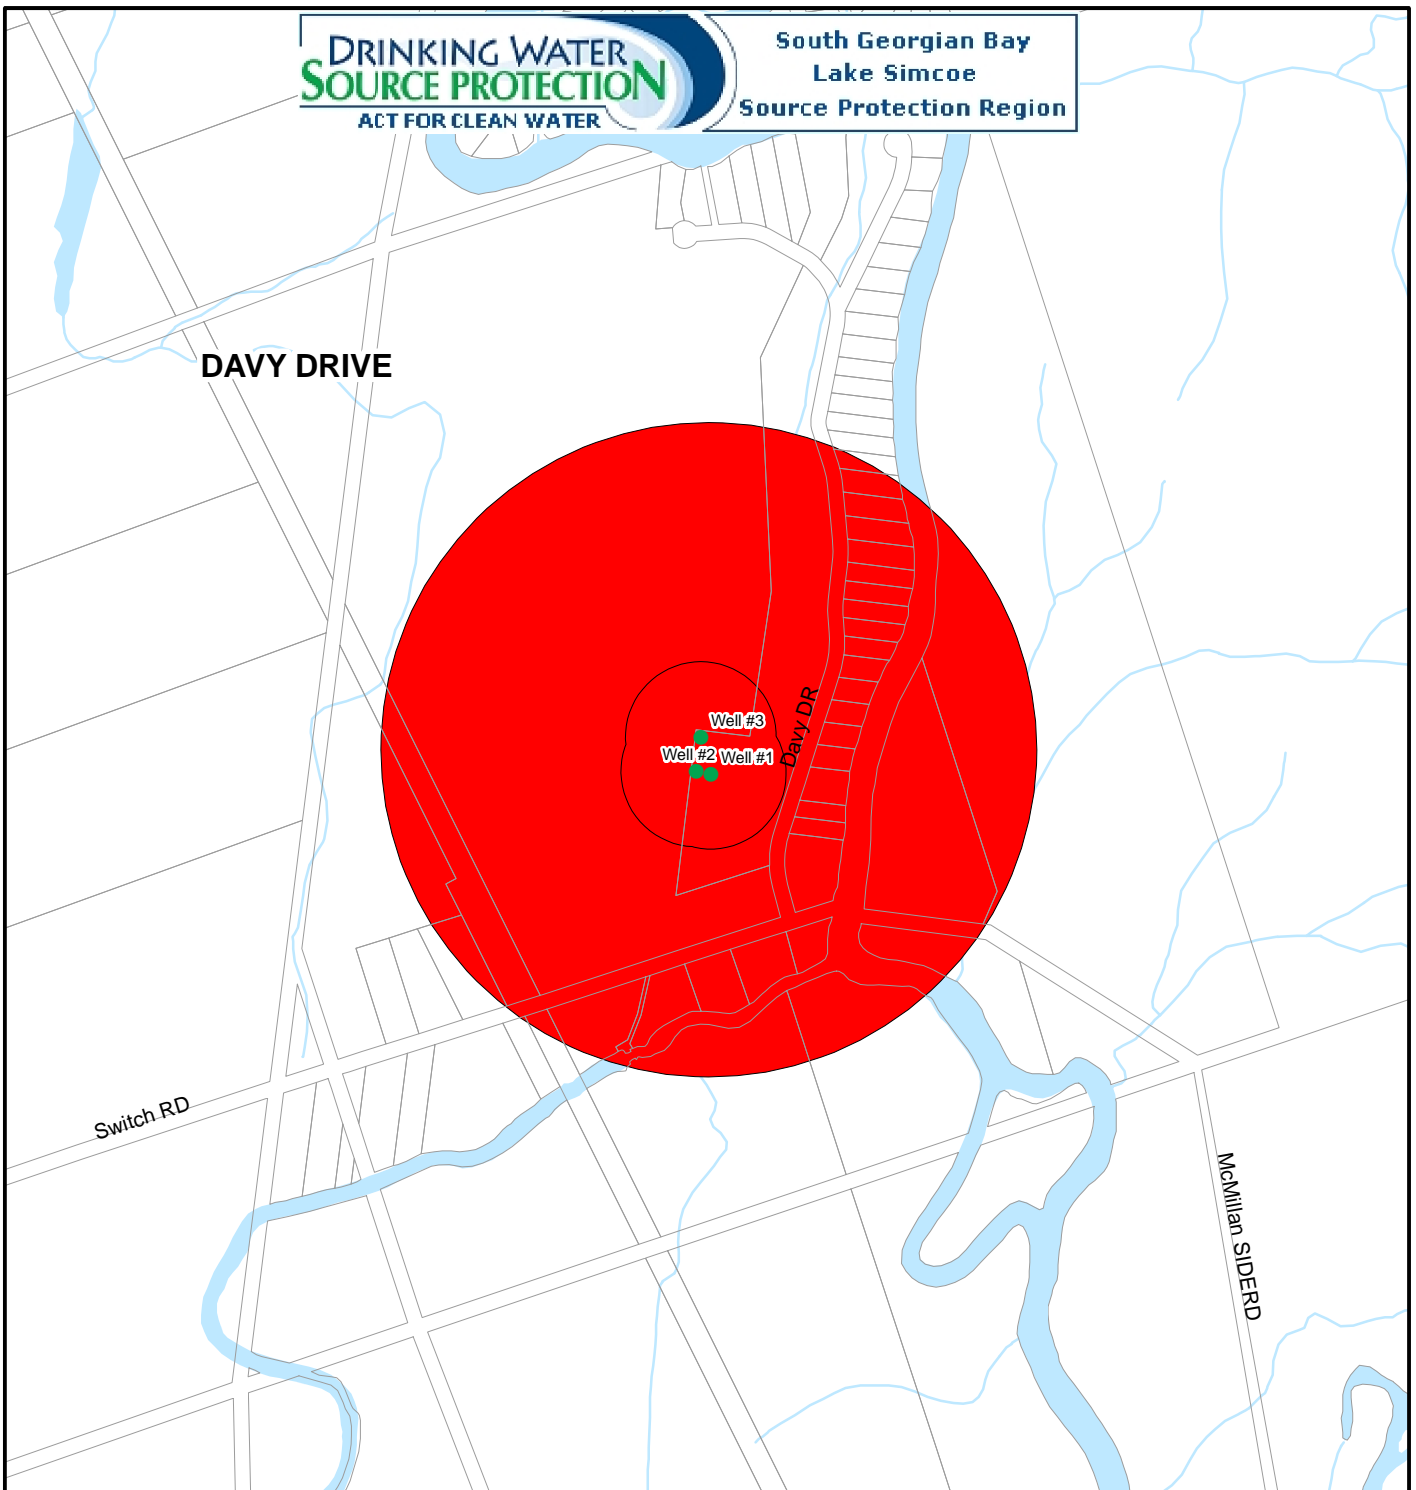 DRINKING WATER
SOURCE PROTECTION
ACT FOR CLEAN WATER
South Georgian Bay
Lake Simcoe
Source Protection Region
DAVY DRIVE
Davy DR
Well #3
Well #2
Well #1
Switch RD
McMillan SIDERD